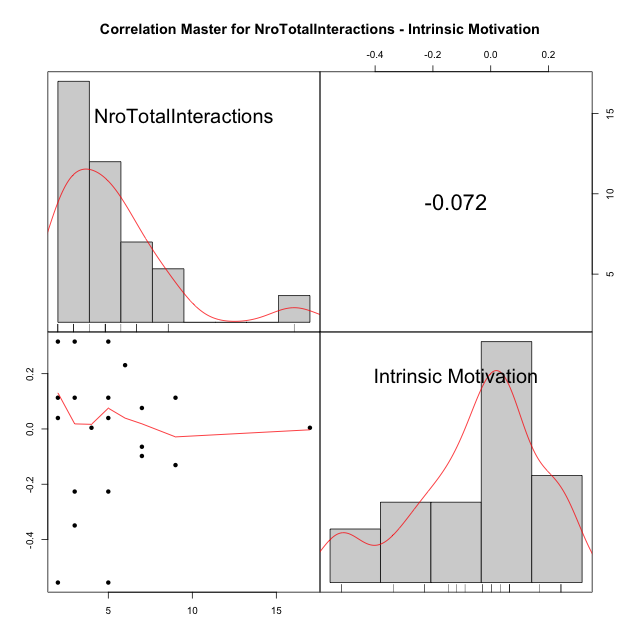 Correlation Master for NroTotalInteractions - Intrinsic Motivation
-0.4 -0.2 0.0 0.2
NroTotalInteractions
-0.072
15
10
5
0.2
0.0
-0.2
-0.4
Intrinsic Motivation
5 10 15